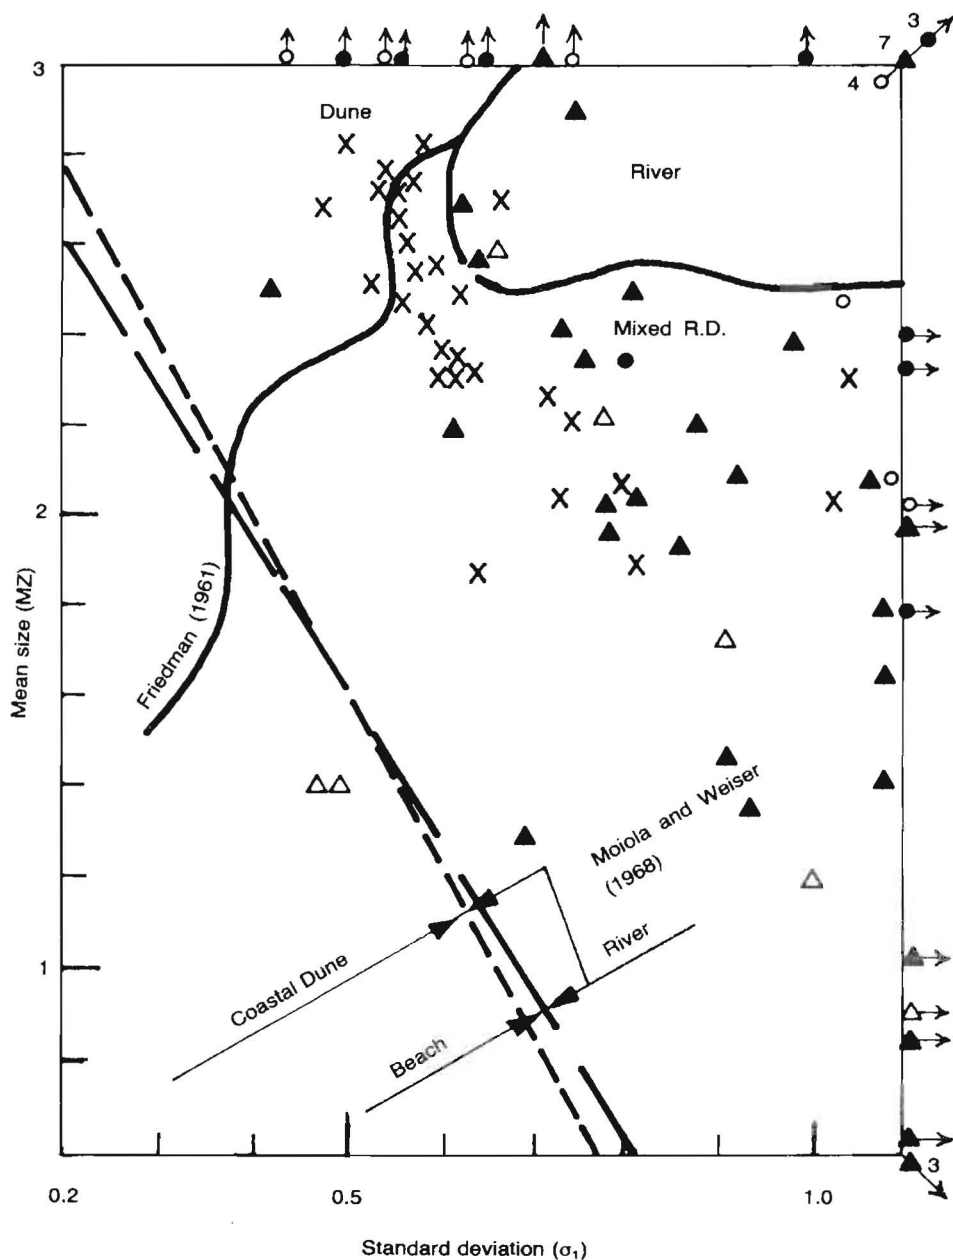 3
7
4
3
Dune
River
Mixed R.D.
2
Mean size (MZ)
Friedman (1961)
Moiola and Weiser
(1968)
Coastal Dune
River
1
Beach
3
0.2
0.5
1.0
Standard deviation (σ₁)